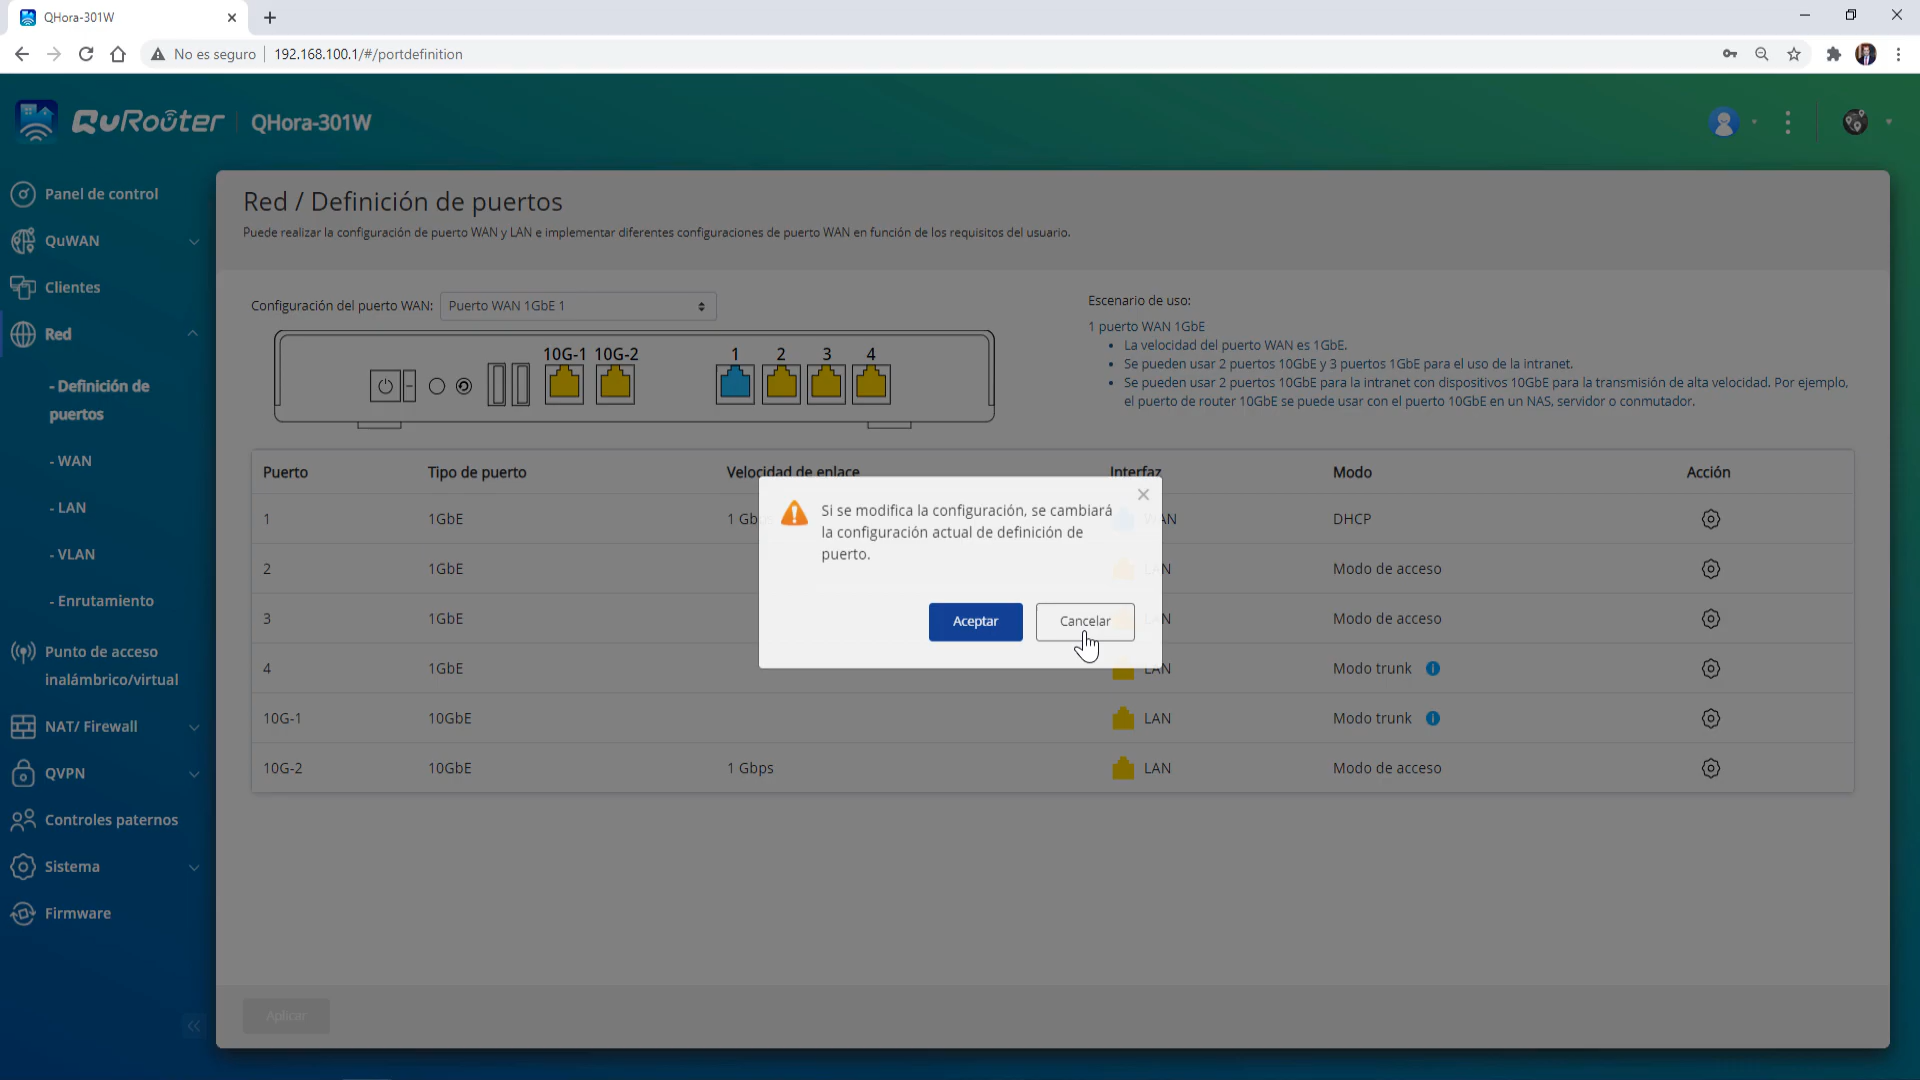 QHora-301W
No es seguro
192.168.100.1/#/portdefinition
QuRouter
QHora-301W
Panel de control
QuWAN
Clientes
Red
- Definición de
puertos
- WAN
- LAN
- VLAN
- Enrutamiento
Punto de acceso
inalámbrico/virtual
NAT/ Firewall
QVPN
Controles paternos
Sistema
Firmware
Red / Definición de puertos
Puede realizar la configuración de puerto WAN y LAN e implementar diferentes configuraciones de puerto WAN en función de los requisitos del usuario.
Configuración del puerto WAN: Puerto WAN 1GbE 1
10G-1 10G-2 1 2 3 4
Escenario de uso:
1 puerto WAN 1GbE
• La velocidad del puerto WAN es 1GbE.
• Se pueden usar 2 puertos 10GbE y 3 puertos 1GbE para el uso de la intranet.
• Se pueden usar 2 puertos 10GbE para la intranet con dispositivos 10GbE para la transmisión de alta velocidad. Por ejemplo,
el puerto de router 10GbE se puede usar con el puerto 10GbE en un NAS, servidor o conmutador.
Puerto Tipo de puerto Velocidad de enlace Interfaz Modo Acción
1 1GbE 1 Gbps WAN DHCP
2 1GbE LAN Modo de acceso
3 1GbE LAN Modo de acceso
4 1GbE LAN Modo trunk
10G-1 10GbE LAN Modo trunk
10G-2 10GbE 1 Gbps LAN Modo de acceso
Si se modifica la configuración, se cambiará
la configuración actual de definición de
puerto.
Aceptar
Cancelar
Aplicar